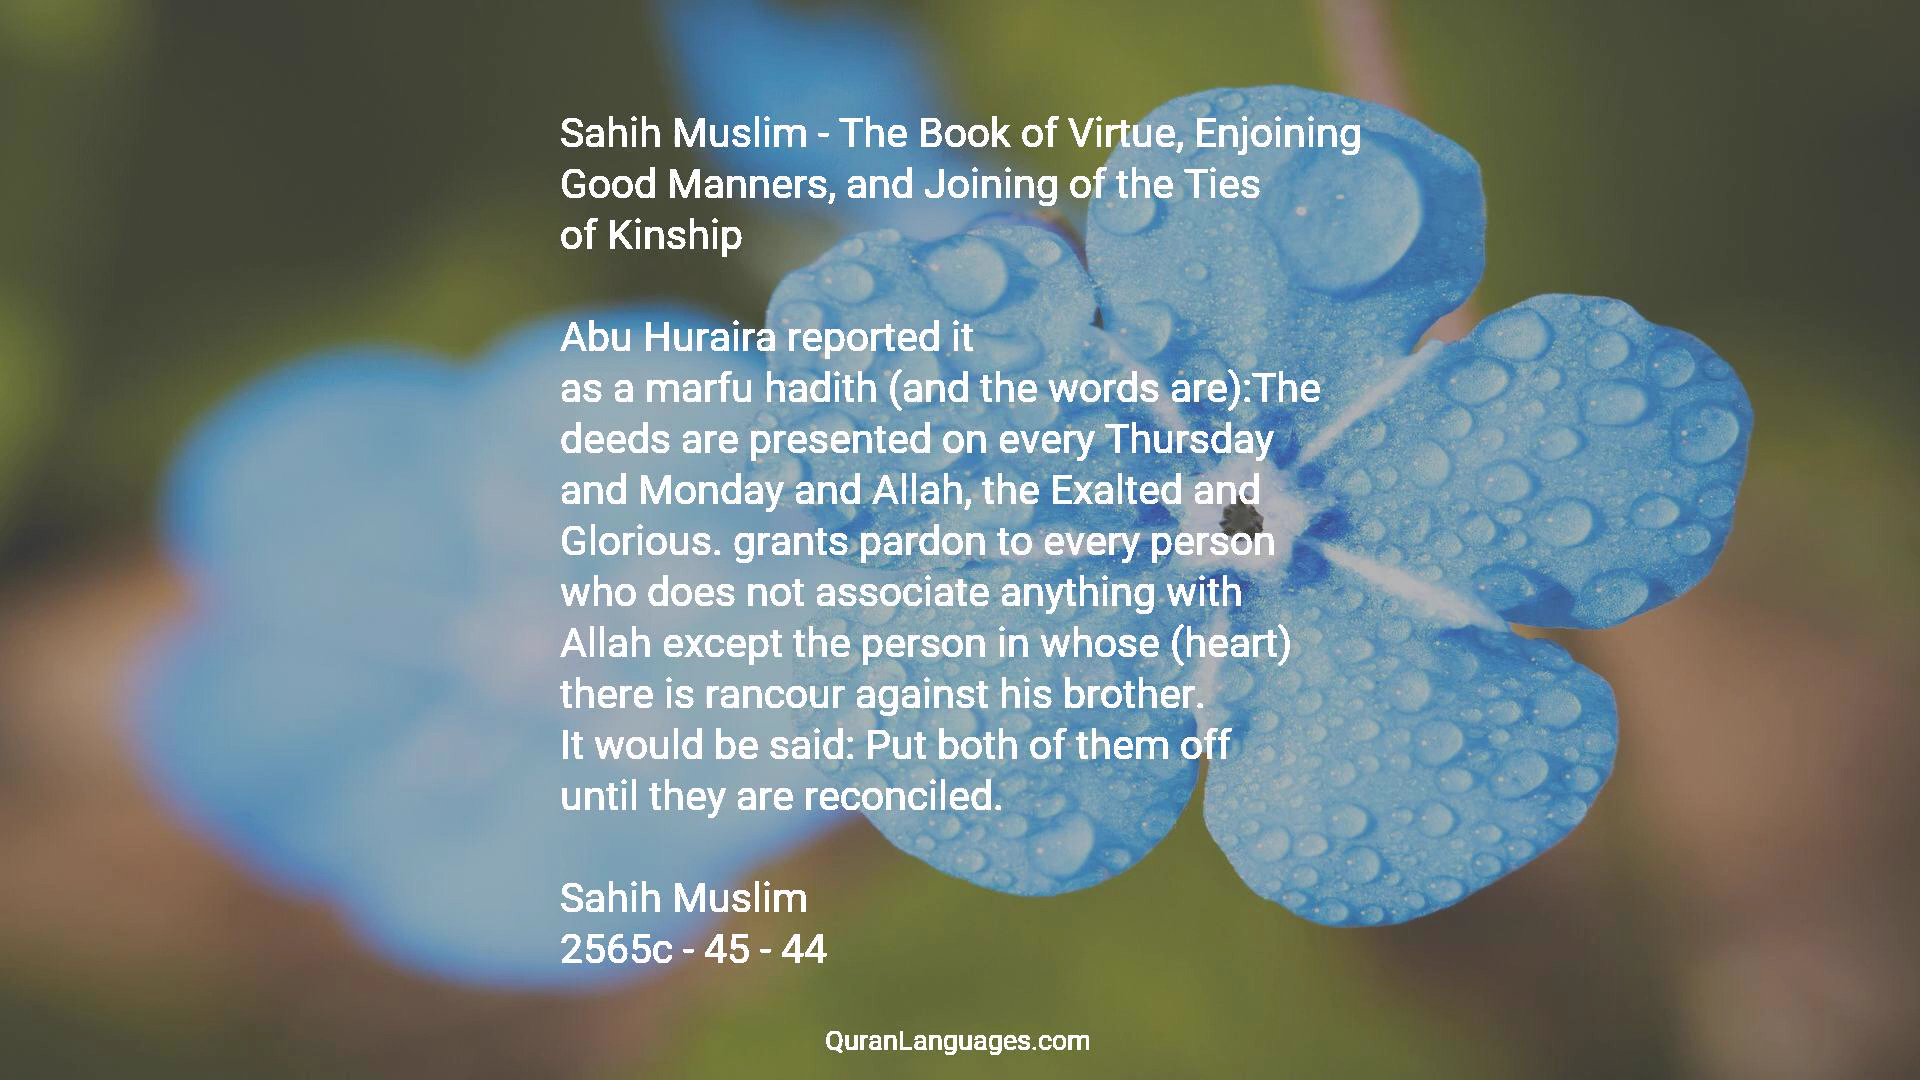 Sahih Muslim - The Book of Virtue, Enjoining
Good Manners, and Joining of the Ties
of Kinship
Abu Huraira reported it
as a marfu hadith (and the words are):The
deeds are presented on every Thursday
and Monday and Allah, the Exalted and
Glorious. grants pardon to every person
who does not associate anything with
Allah except the person in whose (heart)
there is rancour against his brother.
It would be said: Put both of them off
until they are reconciled.
Sahih Muslim
2565c - 45 - 44
QuranLanguages.com